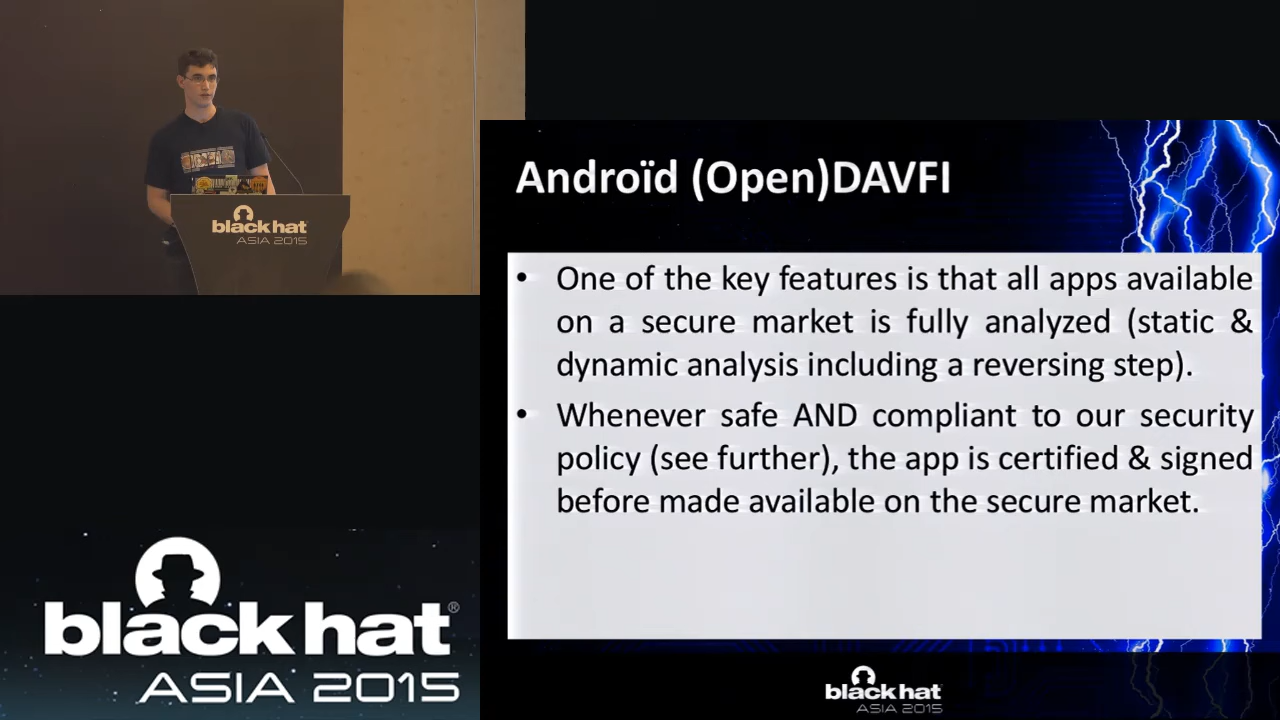 black hat
ASIA 2015
Androïd (Open)DAVFI
• One of the key features is that all apps available
on a secure market is fully analyzed (static &
dynamic analysis including a reversing step).
• Whenever safe AND compliant to our security
policy (see further), the app is certified & signed
before made available on the secure market.
black hat®
ASIA 2015
black hat
ASIA 2015